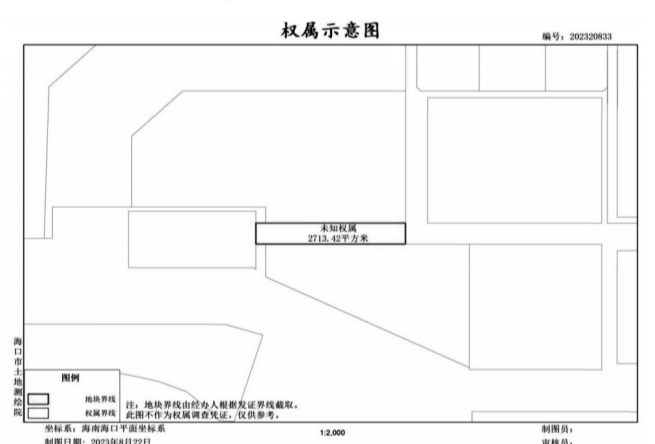 权属示意图
编号：202320833
未知权属
2713.42平方米
海口市土地测绘院
图例
地块界线
权属界线
注：地块界线由经办人根据发证界线截取。
此图不作为权属调查凭证，仅供参考。
坐标系：海南海口平面坐标系
1:2,000
制图员：
制图日期：2023年8月22日
审核员：